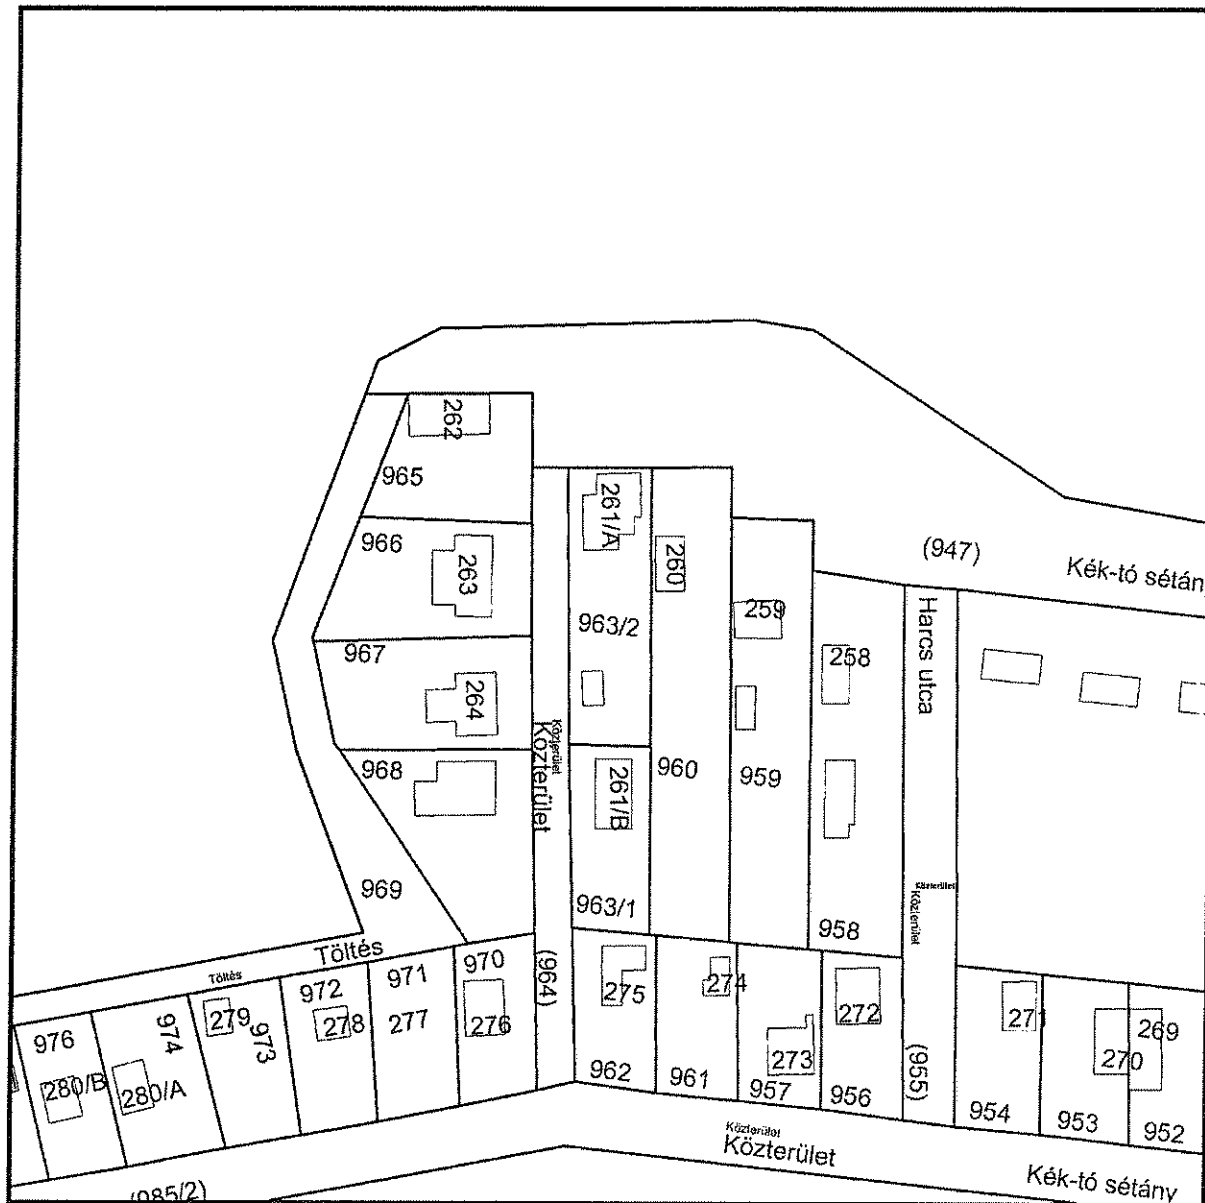 262
965
966
263
261/A
260
(947)
Kék-tó sétán
963/2
259
Harcs utca
258
967
264
Közterület
Közterület
968
261/B
960
959
969
963/1
958
Közterület
Közterület
Töltés
Töltés
970
971
972
973
974
976
(964)
275
274
272
271
269
279
278
277
276
280/B
280/A
273
270
(955)
962
961
957
956
954
953
952
Közterület
Közterület
(985/2)
Kék-tó sétány